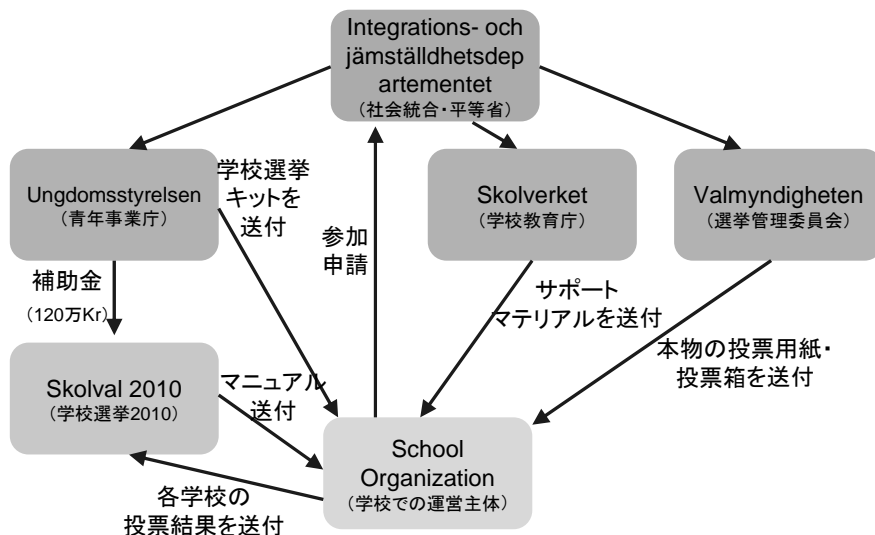 Integrations- och
jämställdhetsdep
artementet
（社会統合・平等省）
Ungdomsstyrelsen
（青年事業庁）
学校選挙
キットを
送付
参加
申請
Skolverket
（学校教育庁）
Valmyndigheten
（選挙管理委員会）
補助金
（120万Kr）
サポート
マテリアルを送付
本物の投票用紙・
投票箱を送付
Skolval 2010
（学校選挙2010）
マニュアル
送付
School
Organization
（学校での運営主体）
各学校の
投票結果を送付